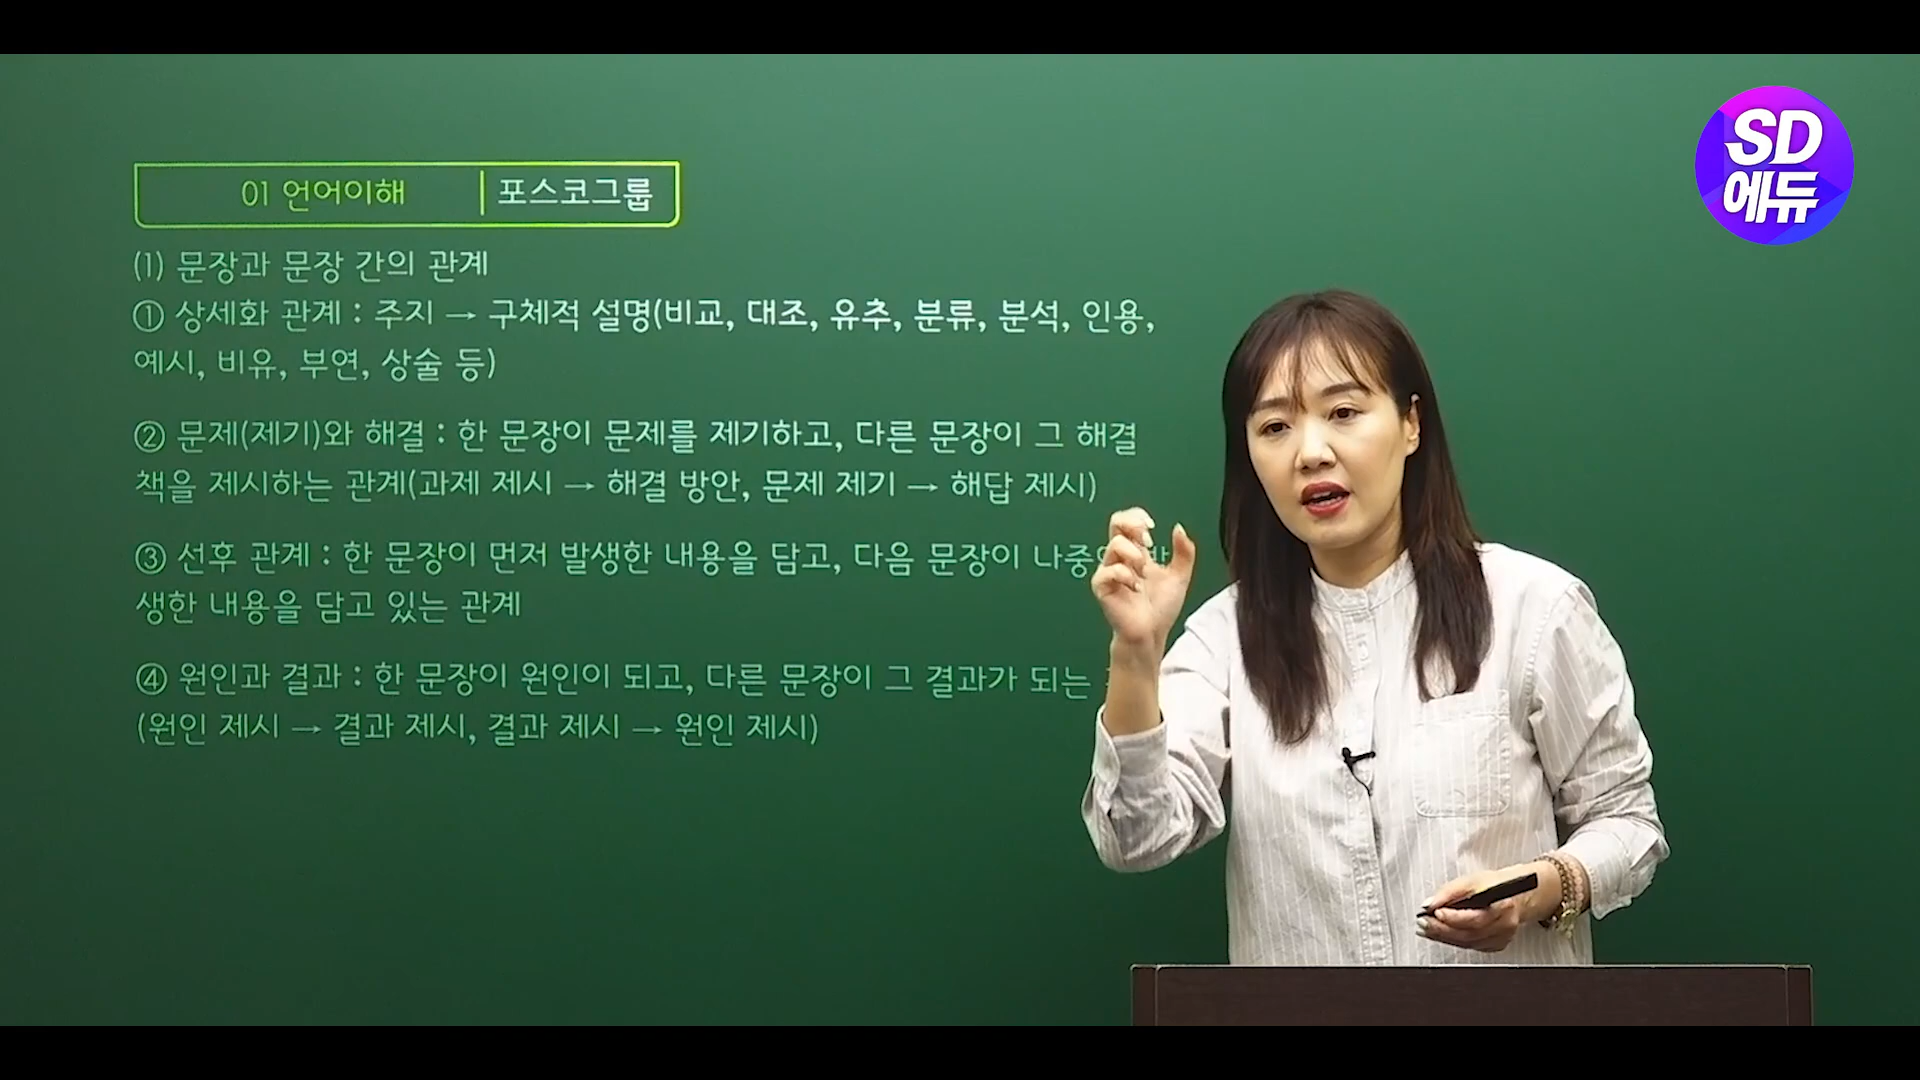 SD
에듀
01 언어이해 포스코그룹
(1) 문장과 문장 간의 관계
① 상세화 관계 : 주지 → 구체적 설명(비교, 대조, 유추, 분류, 분석, 인용,
예시, 비유, 부연, 상술 등)
② 문제(제기)와 해결 : 한 문장이 문제를 제기하고, 다른 문장이 그 해결
책을 제시하는 관계(과제 제시 → 해결 방안, 문제 제기 → 해답 제시)
③ 선후 관계 : 한 문장이 먼저 발생한 내용을 담고, 다음 문장이
생한 내용을 담고 있는 관계
④ 원인과 결과 : 한 문장이 원인이 되고, 다른 문장이 그 결과가 되는
(원인 제시 → 결과 제시, 결과 제시 → 원인 제시)